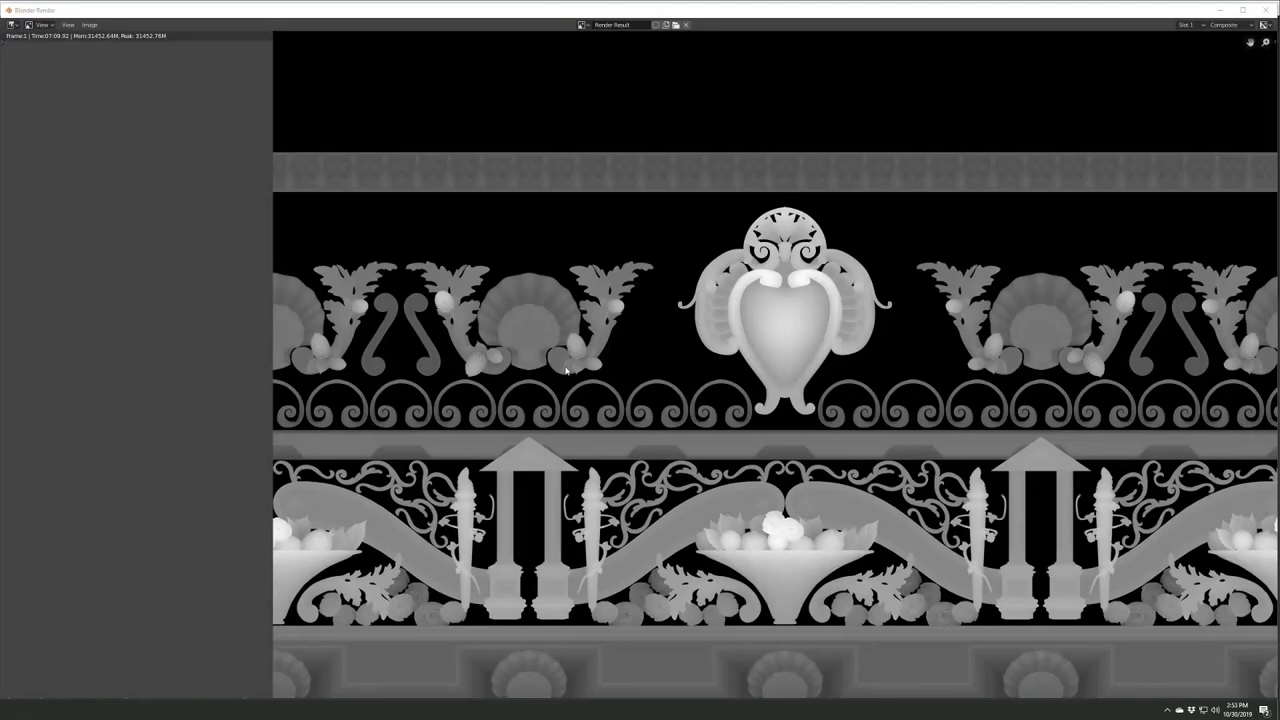 Blender Render
View View Image Render Result Slot 1 Composite
Frame:1 | Time:07:09.92 | Mem:31452.64M, Peak: 31452.76M
2:53 PM
10/30/2019